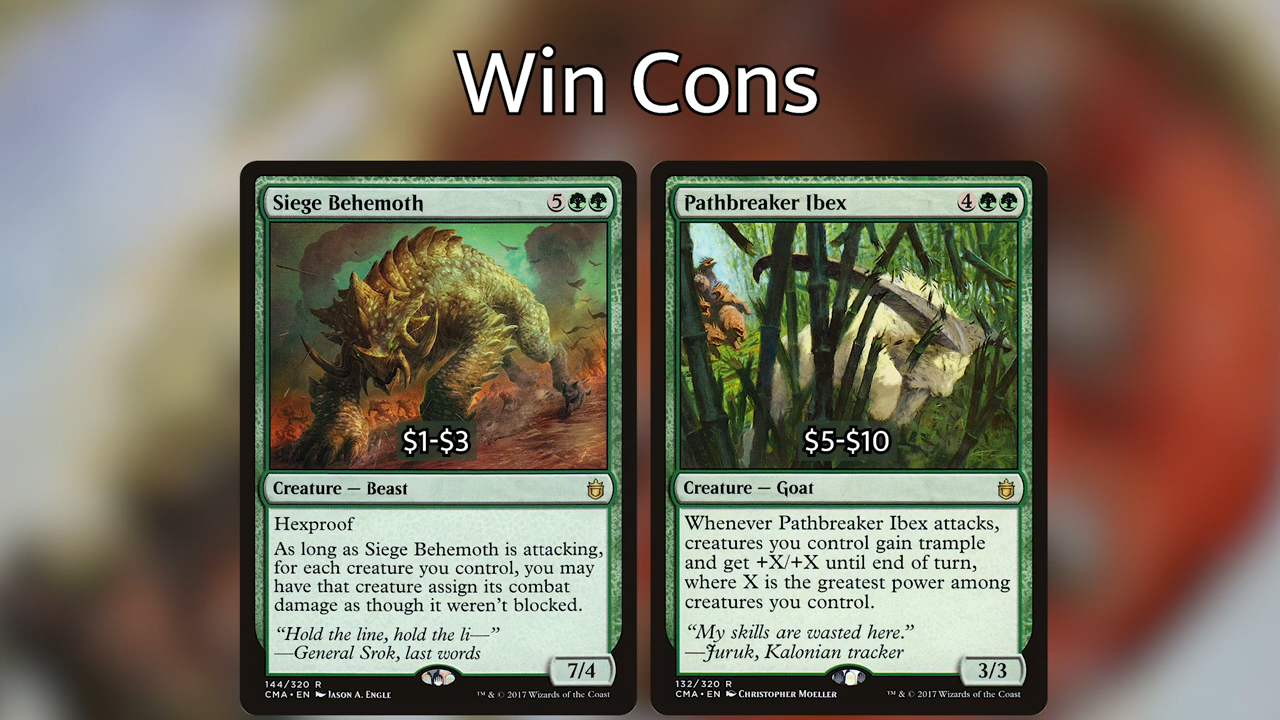 Win Cons
Siege Behemoth 5
$1-$3
Creature — Beast
Hexproof
As long as Siege Behemoth is attacking,
for each creature you control, you may
have that creature assign its combat
damage as though it weren't blocked.
"Hold the line, hold the li—"
—General Srok, last words
7/4
144/320 R
CMA • EN Jason A. Engle
™ & © 2017 Wizards of the Coast
Pathbreaker Ibex 4
$5-$10
Creature — Goat
Whenever Pathbreaker Ibex attacks,
creatures you control gain trample
and get +X/+X until end of turn,
where X is the greatest power among
creatures you control.
"My skills are wasted here."
—Juruk, Kalonian tracker
3/3
132/320 R
CMA • EN Christopher Moeller
™ & © 2017 Wizards of the Coast